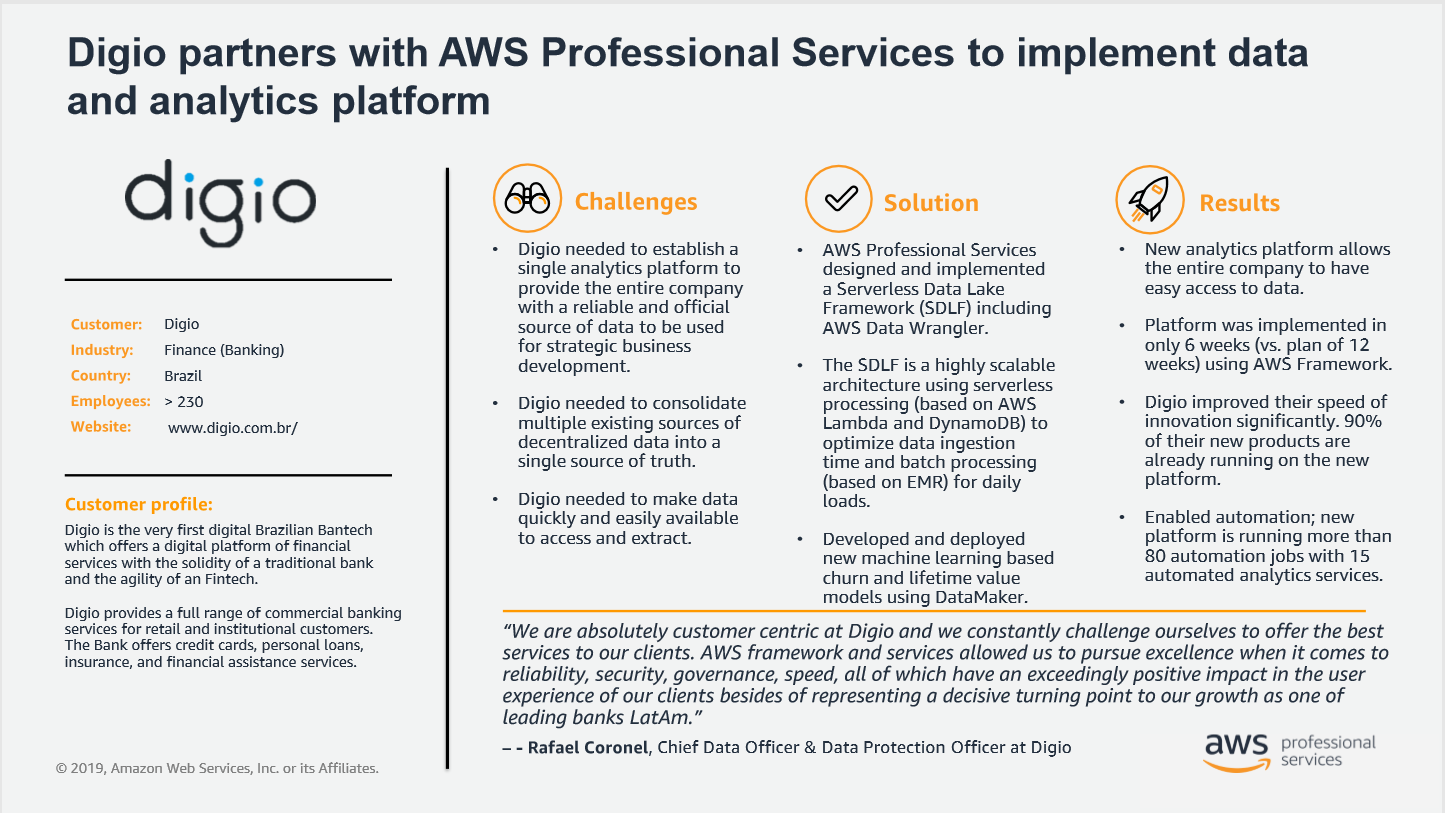 Digio partners with AWS Professional Services to implement data
and analytics platform
digio
Customer: Digio
Industry: Finance (Banking)
Country: Brazil
Employees: > 230
Website: www.digio.com.br/
Customer profile:
Digio is the very first digital Brazilian Bantech
which offers a digital platform of financial
services with the solidity of a traditional bank
and the agility of an Fintech.
Digio provides a full range of commercial banking
services for retail and institutional customers.
The Bank offers credit cards, personal loans,
insurance, and financial assistance services.
© 2019, Amazon Web Services, Inc. or its Affiliates.
Challenges
• Digio needed to establish a
single analytics platform to
provide the entire company
with a reliable and official
source of data to be used
for strategic business
development.
• Digio needed to consolidate
multiple existing sources of
decentralized data into a
single source of truth.
• Digio needed to make data
quickly and easily available
to access and extract.
Solution
• AWS Professional Services
designed and implemented
a Serverless Data Lake
Framework (SDLF) including
AWS Data Wrangler.
• The SDLF is a highly scalable
architecture using serverless
processing (based on AWS
Lambda and DynamoDB) to
optimize data ingestion
time and batch processing
(based on EMR) for daily
loads.
• Developed and deployed
new machine learning based
churn and lifetime value
models using DataMaker.
Results
• New analytics platform allows
the entire company to have
easy access to data.
• Platform was implemented in
only 6 weeks (vs. plan of 12
weeks) using AWS Framework.
• Digio improved their speed of
innovation significantly. 90%
of their new products are
already running on the new
platform.
• Enabled automation; new
platform is running more than
80 automation jobs with 15
automated analytics services.
“We are absolutely customer centric at Digio and we constantly challenge ourselves to offer the best
services to our clients. AWS framework and services allowed us to pursue excellence when it comes to
reliability, security, governance, speed, all of which have an exceedingly positive impact in the user
experience of our clients besides of representing a decisive turning point to our growth as one of
leading banks LatAm.”
– - Rafael Coronel, Chief Data Officer & Data Protection Officer at Digio
aws professional
services